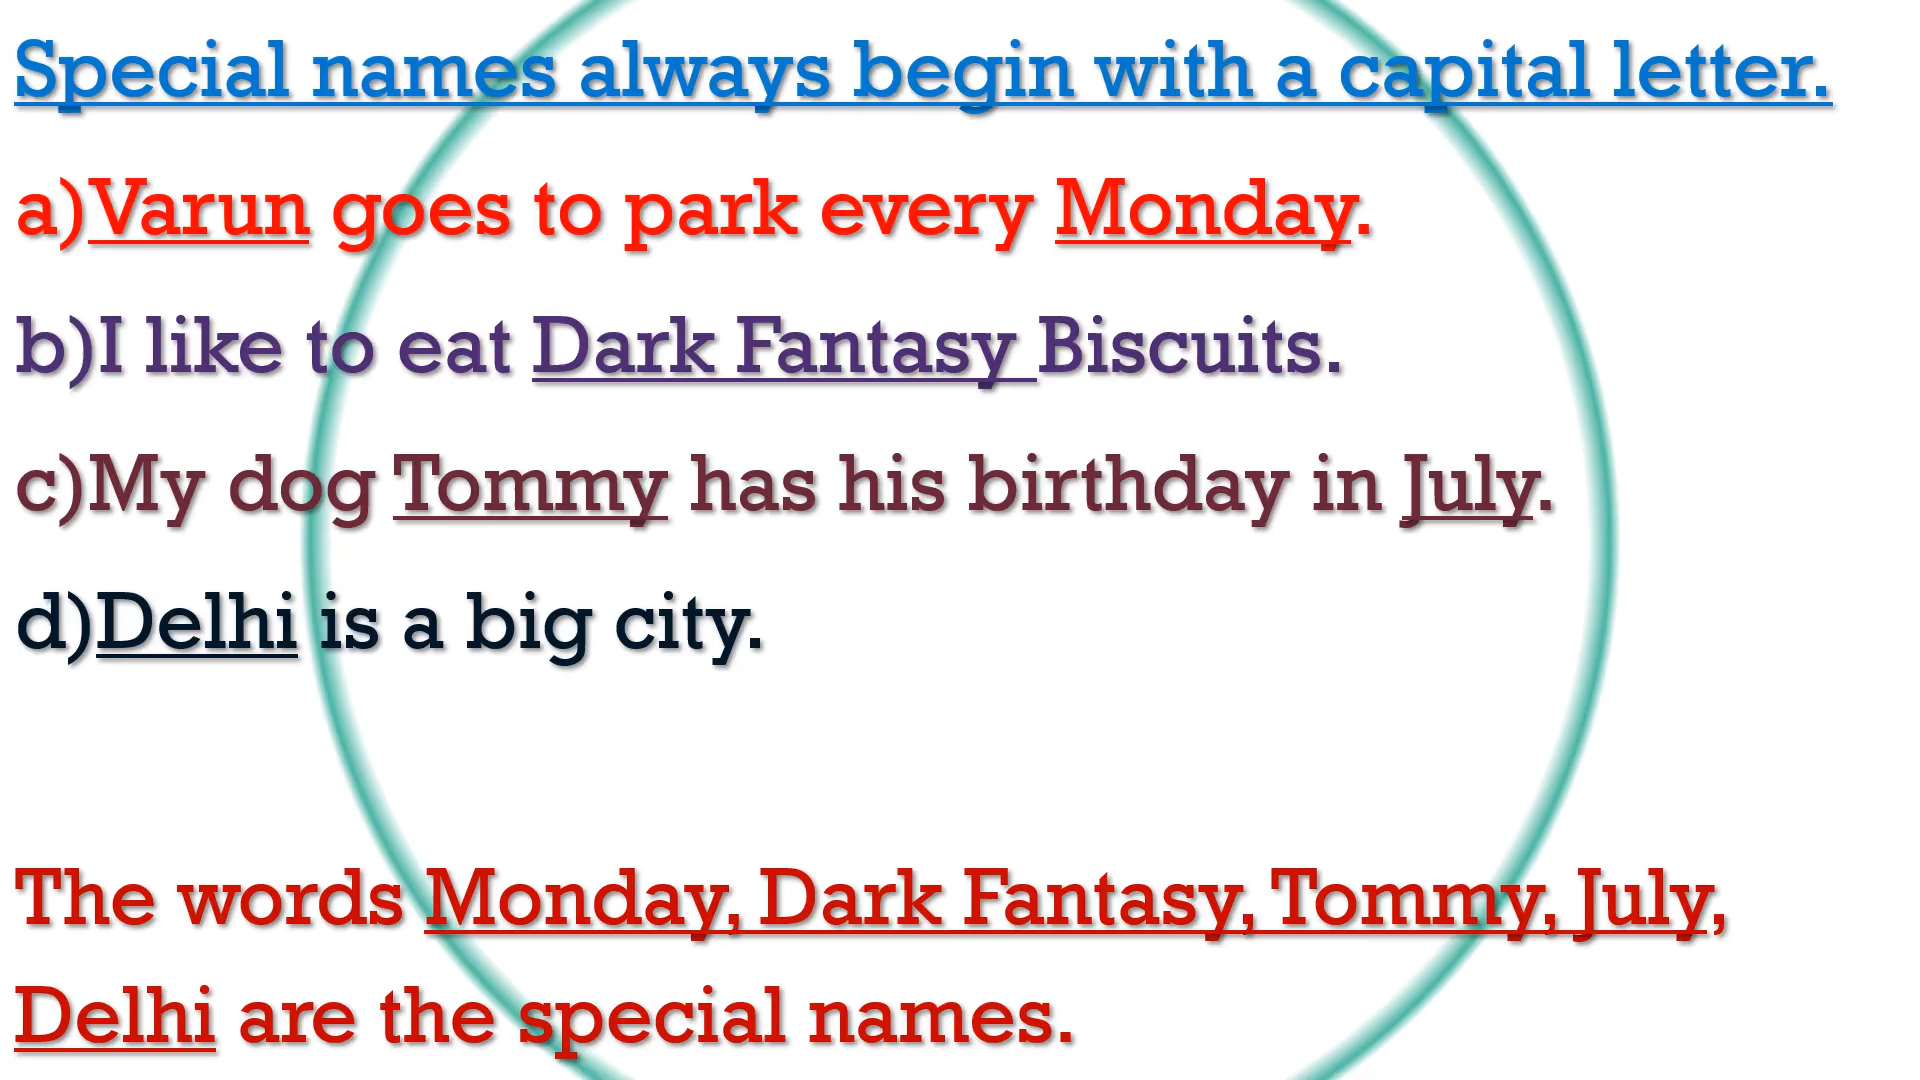 Special names always begin with a capital letter.
a)Varun goes to park every Monday.
b)I like to eat Dark Fantasy Biscuits.
c)My dog Tommy has his birthday in July.
d)Delhi is a big city.
The words Monday, Dark Fantasy, Tommy, July,
Delhi are the special names.